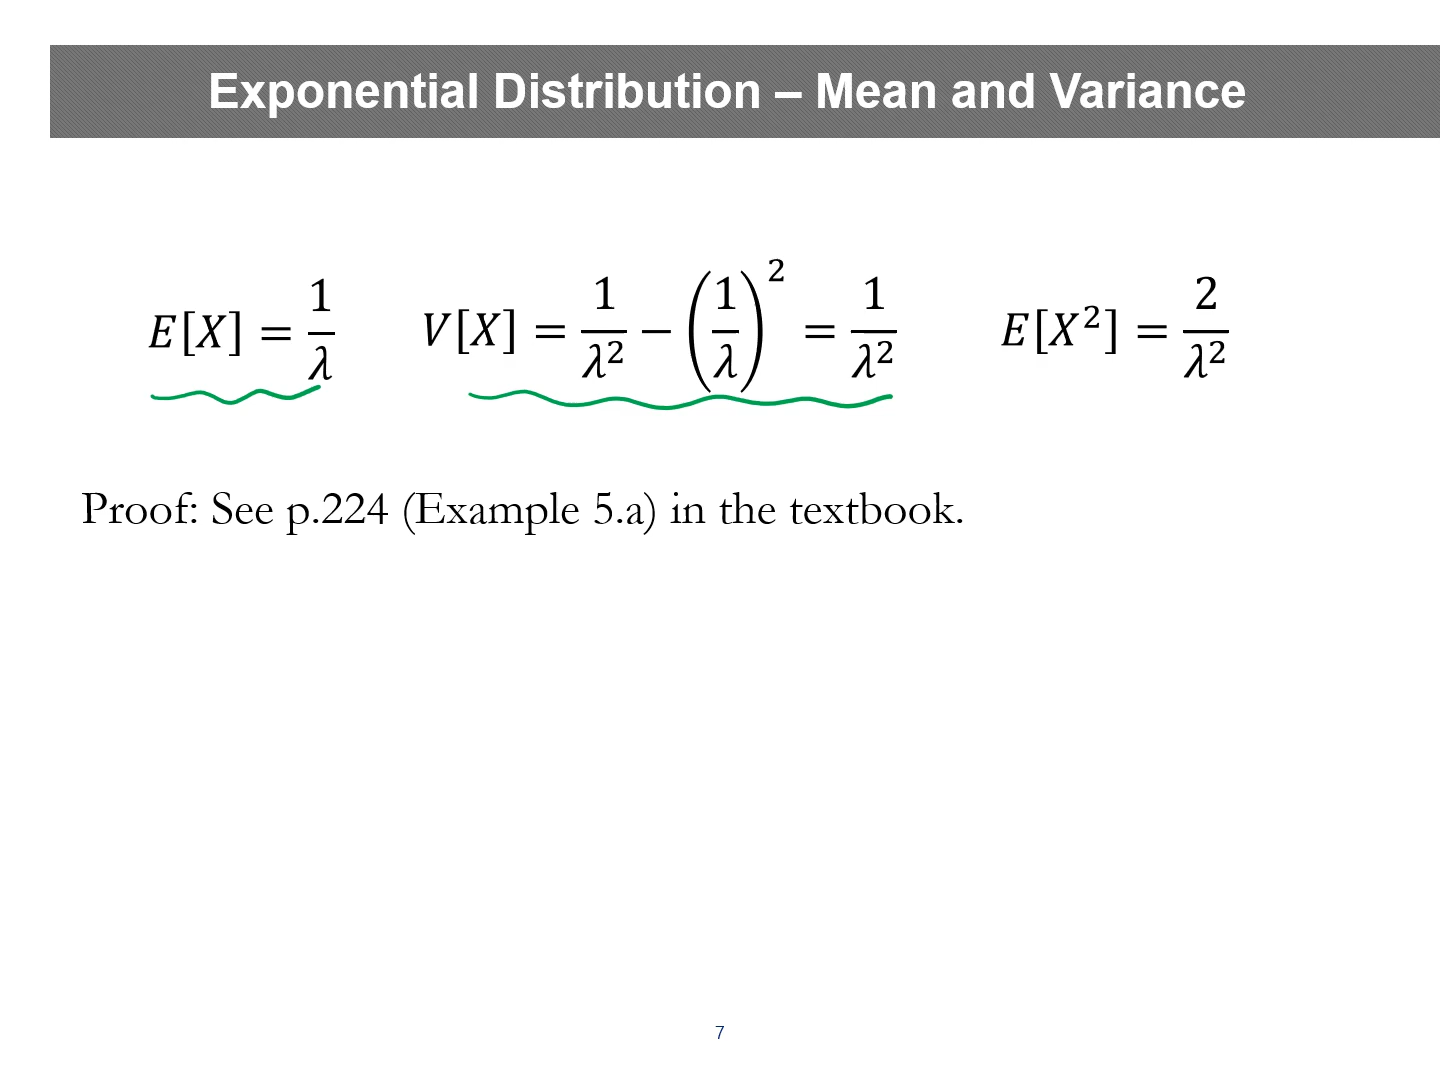 Exponential Distribution – Mean and Variance
E[X] = 1/λ   V[X] = 1/λ² − (1/λ)² = 1/λ²   E[X²] = 2/λ²
Proof: See p.224 (Example 5.a) in the textbook.
7